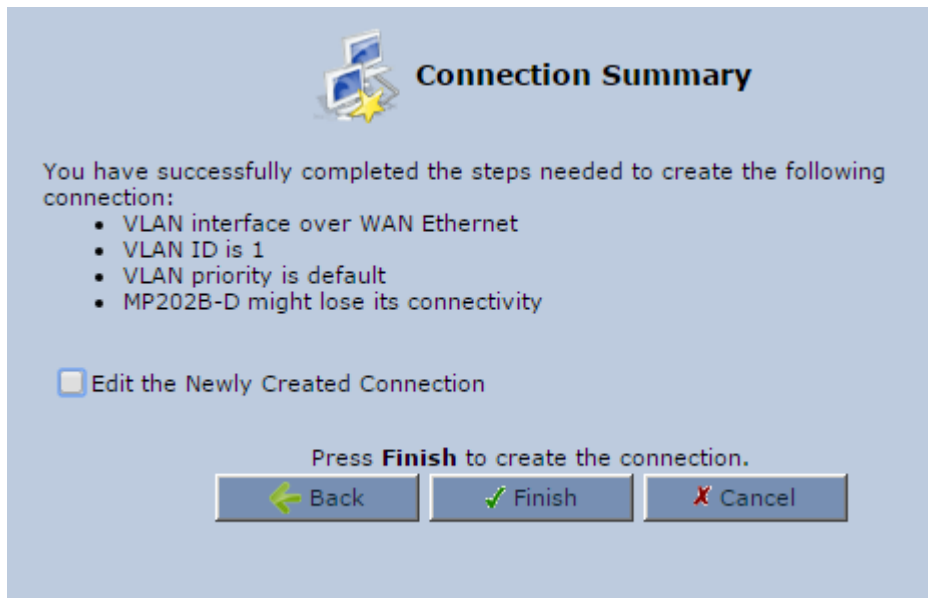 Connection Summary
You have successfully completed the steps needed to create the following
connection:
• VLAN interface over WAN Ethernet
• VLAN ID is 1
• VLAN priority is default
• MP202B-D might lose its connectivity
Edit the Newly Created Connection
Press Finish to create the connection.
Back Finish Cancel